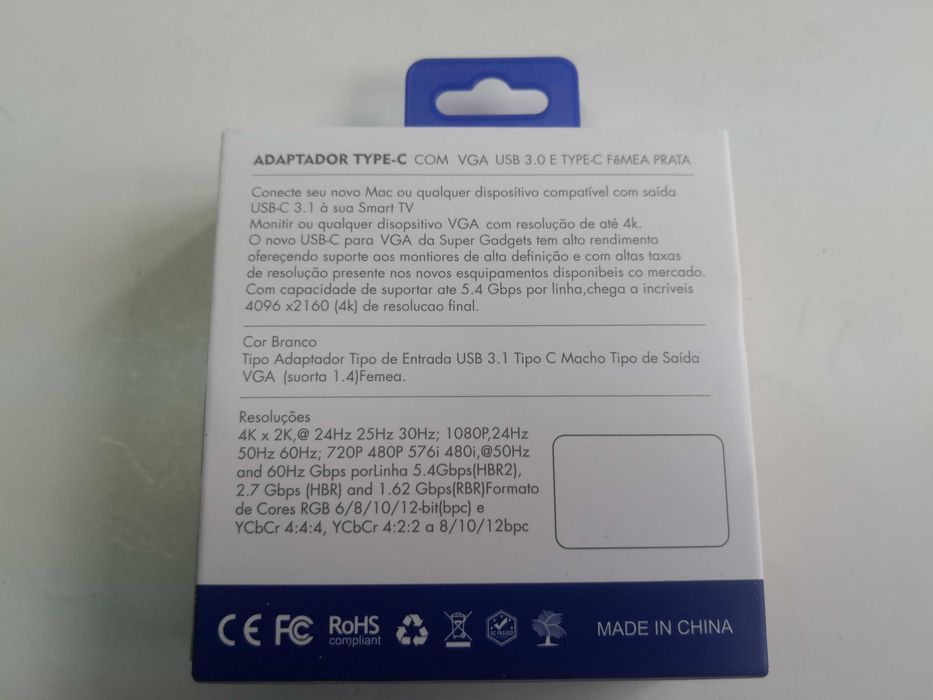 ADAPTADOR TYPE-C COM VGA USB 3.0 E TYPE-C FêMEA PRATA
Conecte seu novo Mac ou qualquer disposítivo compatível com saída
USB-C 3.1 à sua Smart TV
Monitir ou qualquer disopsitivo VGA com resolução de até 4k.
O novo USB-C para VGA da Super Gadgets tem alto rendimento
ofereçendo suporte aos montiores de alta definição e com altas taxas
de resolução presente nos novos esquipamentos disponibeis co mercado.
Com capacidade de suportar ate 5.4 Gbps por linha,chega a incríveis
4096 x2160 (4k) de resolucao final.
Cor Branco
Tipo Adaptador Tipo de Entrada USB 3.1 Tipo C Macho Tipo de Saída
VGA (suorta 1.4)Femea.
Resoluções
4K x 2K,@ 24Hz 25Hz 30Hz; 1080P,24Hz
50Hz 60Hz; 720P 480P 576i 480i,@50Hz
and 60Hz Gbps porLinha 5.4Gbps(HBR2),
2.7 Gbps (HBR) and 1.62 Gbps(RBR)Formato
de Cores RGB 6/8/10/12-bit(bpc) e
YCbCr 4:4:4, YCbCr 4:2:2 a 8/10/12bpc
CE FC RoHS compliant QC PASSED MADE IN CHINA